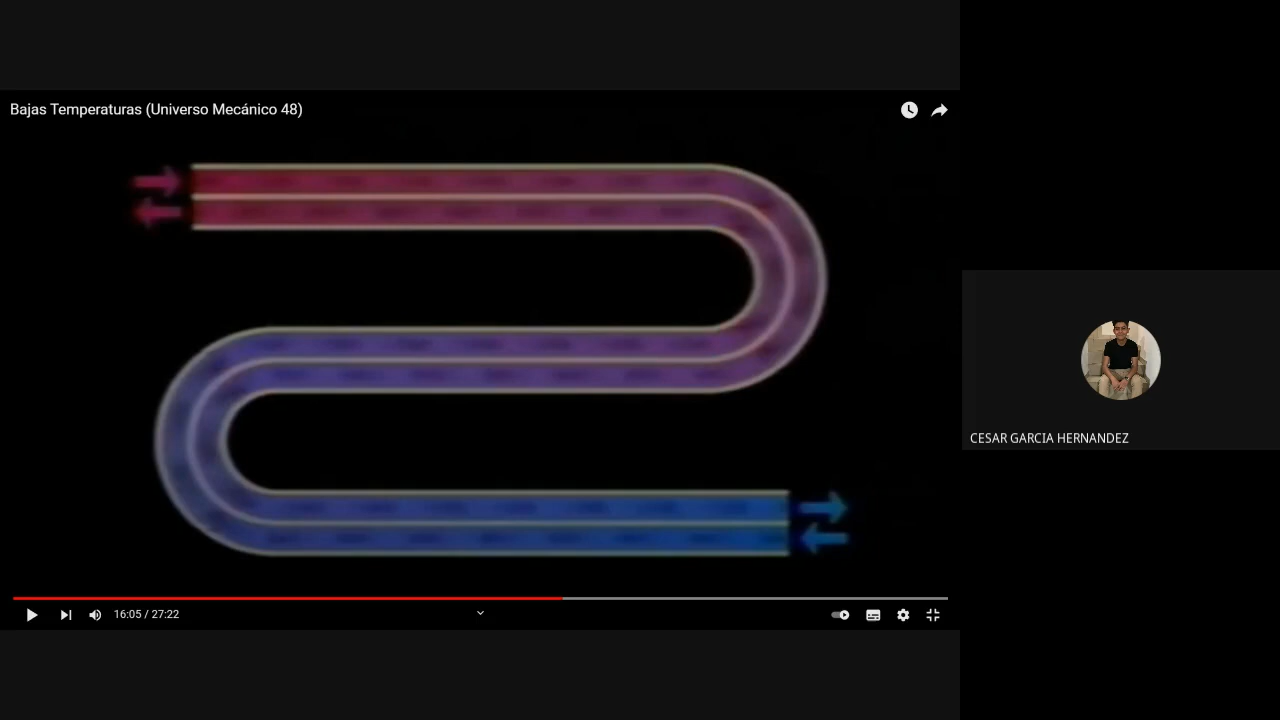 Bajas Temperaturas (Universo Mecánico 48)
CESAR GARCIA HERNANDEZ
16:05 / 27:22